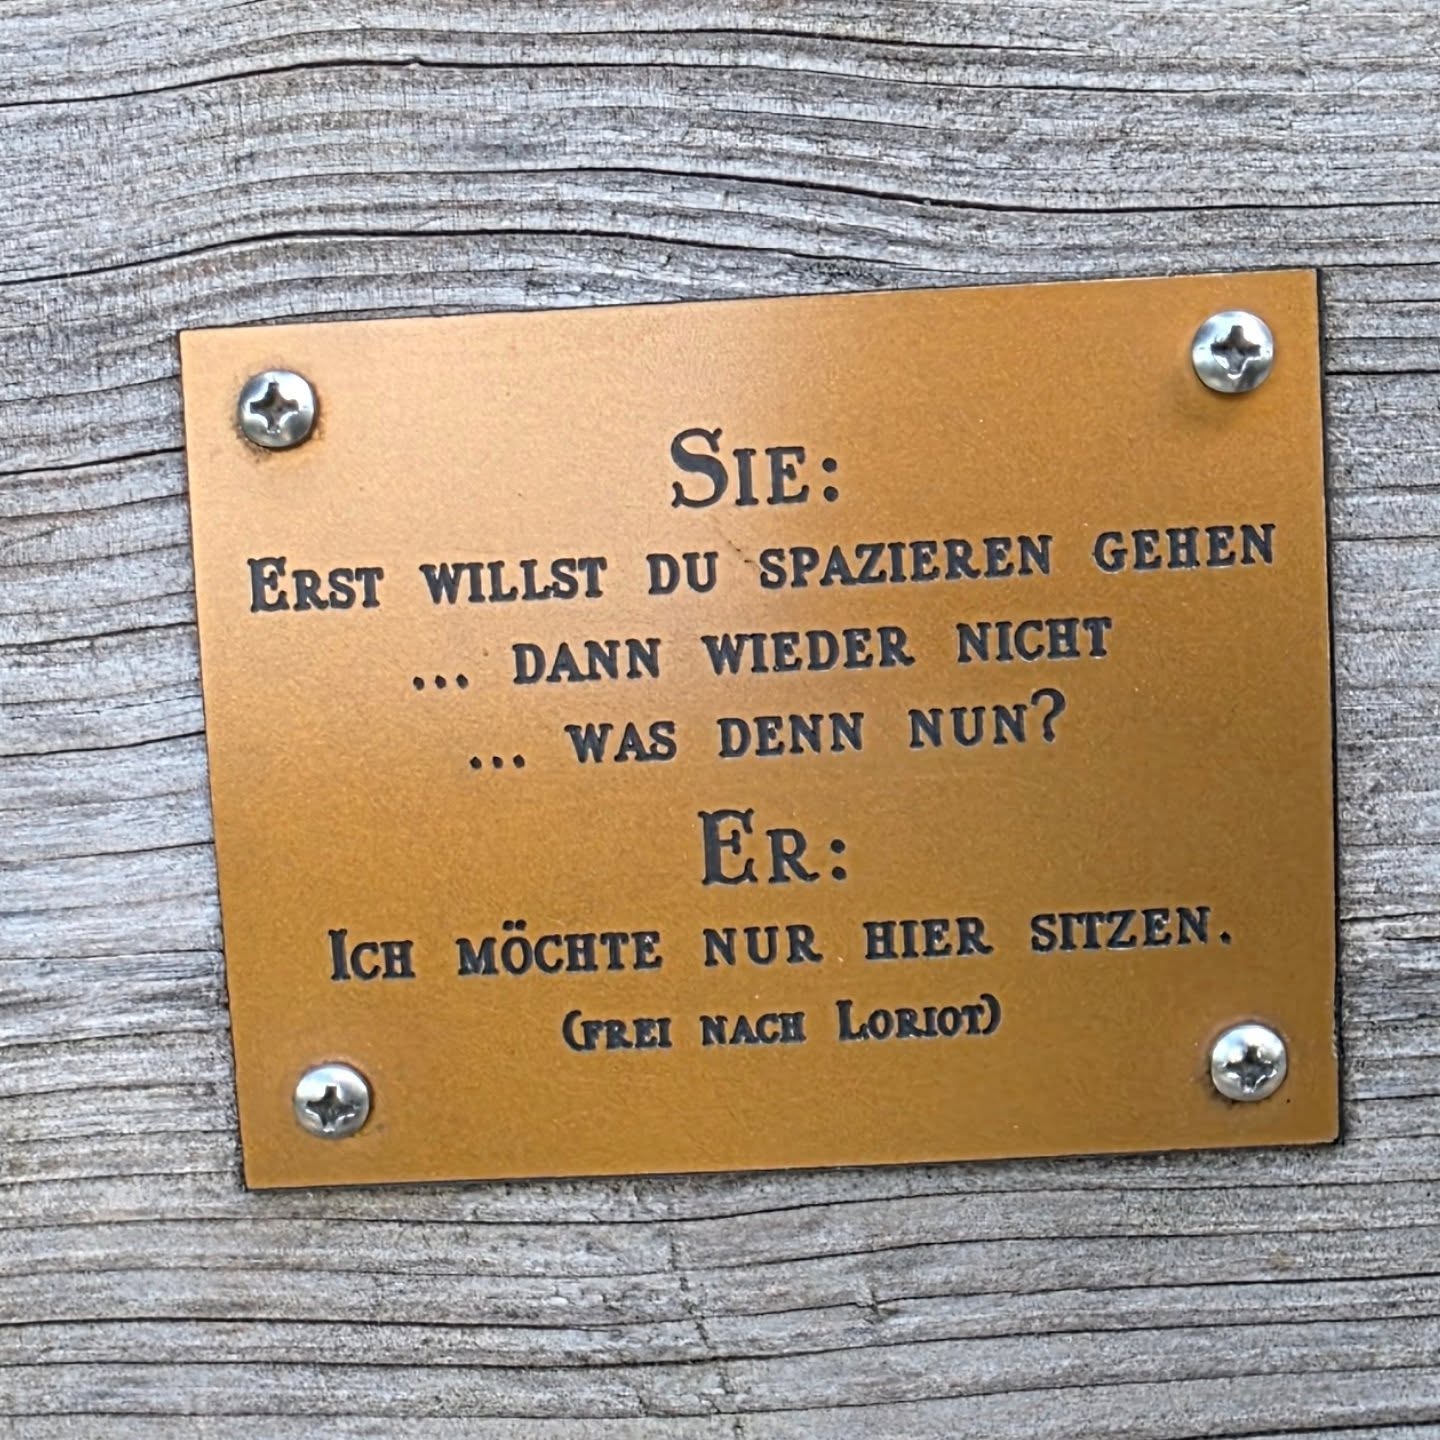 Sie:
Erst willst du spazieren gehen
... dann wieder nicht
... was denn nun?
Er:
Ich möchte nur hier sitzen.
(frei nach Loriot)